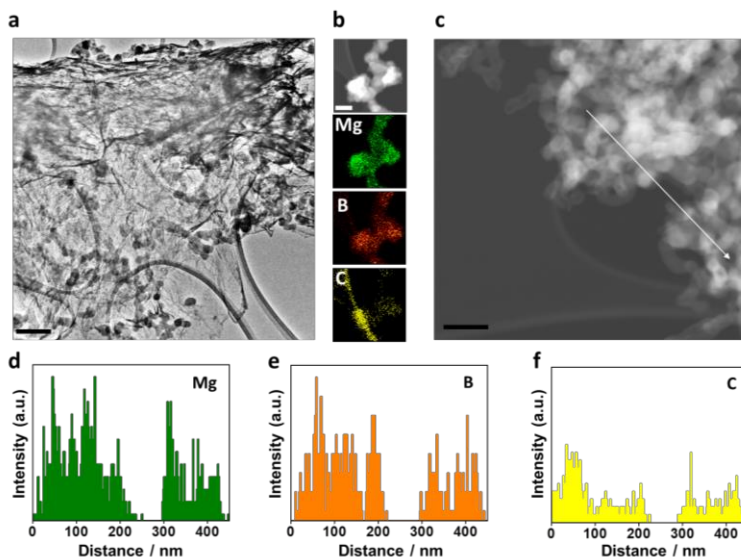 a
b
c
Mg
B
C
d
e
f
Mg
B
C
Intensity (a.u.)
Intensity (a.u.)
Intensity (a.u.)
0 100 200 300 400
0 100 200 300 400
0 100 200 300 400
Distance / nm
Distance / nm
Distance / nm